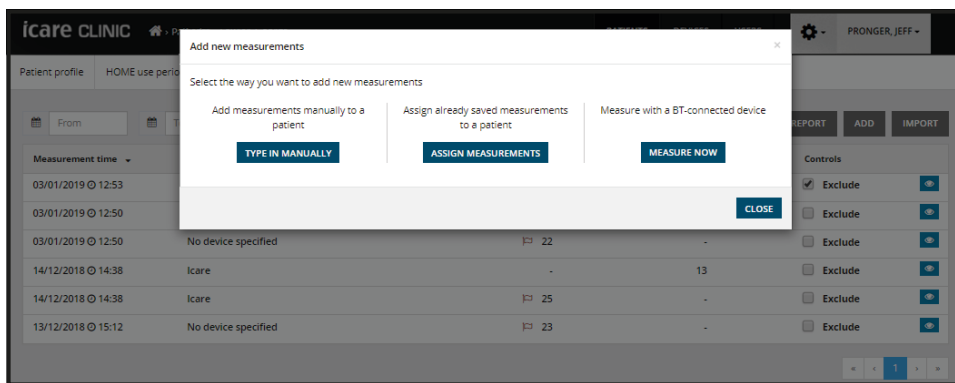 icare CLINIC
PRONGER, JEFF
Add new measurements
×
Patient profile HOME use perio
Select the way you want to add new measurements
Add measurements manually to a
patient
TYPE IN MANUALLY
Assign already saved measurements
to a patient
ASSIGN MEASUREMENTS
Measure with a BT-connected device
MEASURE NOW
CLOSE
From
REPORT ADD IMPORT
Measurement time Controls
03/01/2019 12:53 Exclude
03/01/2019 12:50 Exclude
03/01/2019 12:50 No device specified 22 - Exclude
14/12/2018 14:38 Icare - 13 Exclude
14/12/2018 14:38 Icare 25 - Exclude
13/12/2018 15:12 No device specified 23 - Exclude
« ‹ 1 › »